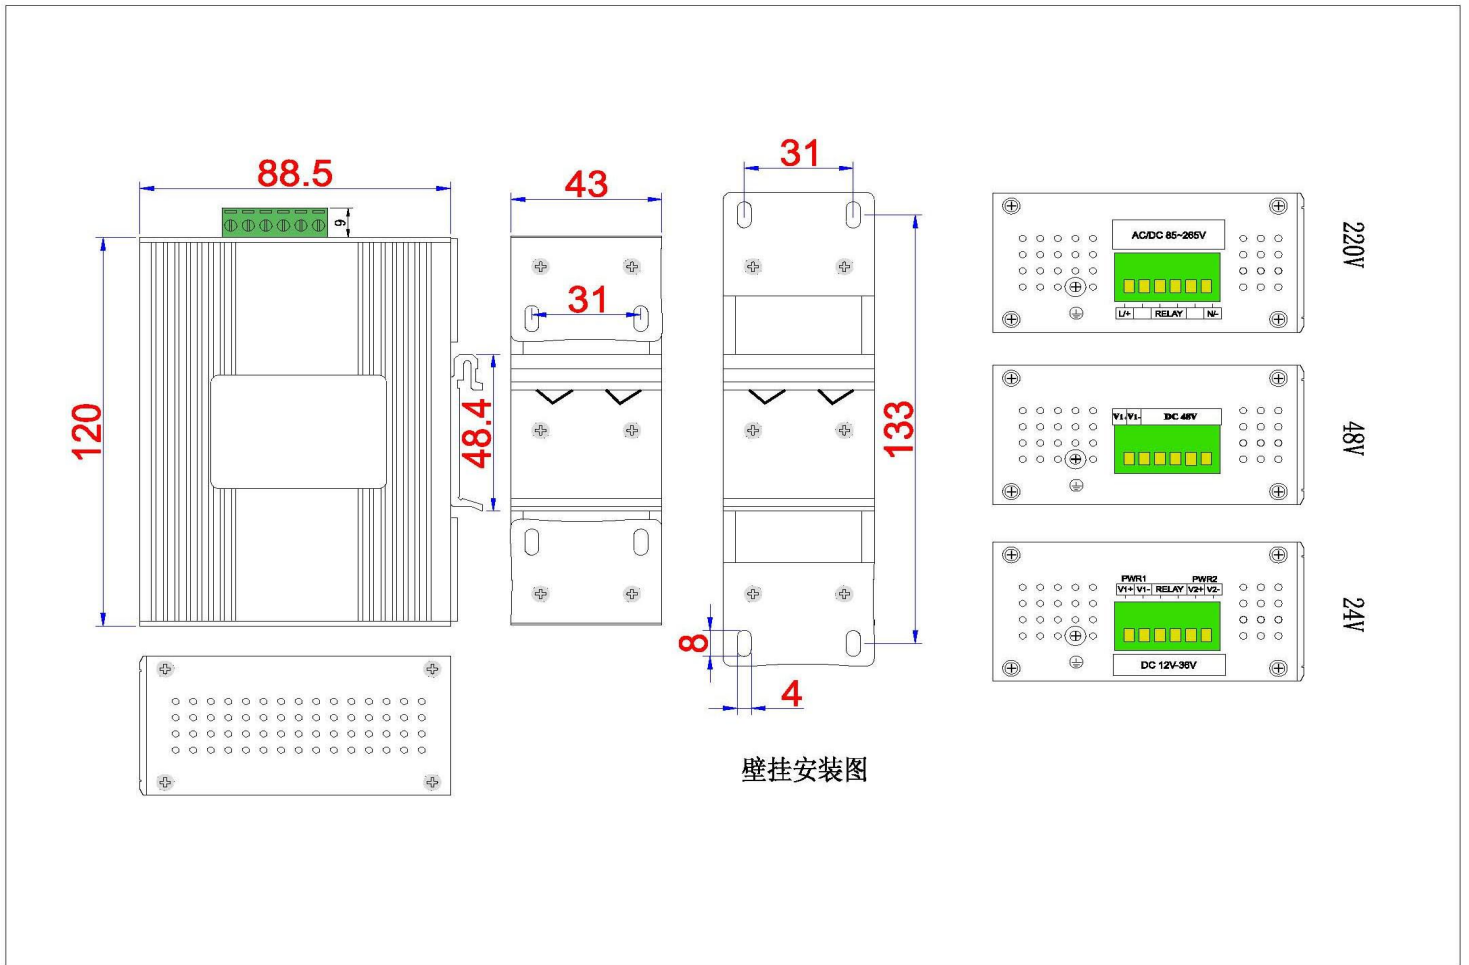 88.5
9
120
48.4
43
31
31
133
8
4
壁挂安装图
AC/DC 85~265V
L/+ RELAY N/-
220V
V1+ V1- DC 48V
48V
PWR1 PWR2
V1+ V1- RELAY V2+ V2-
DC 12V-36V
24V